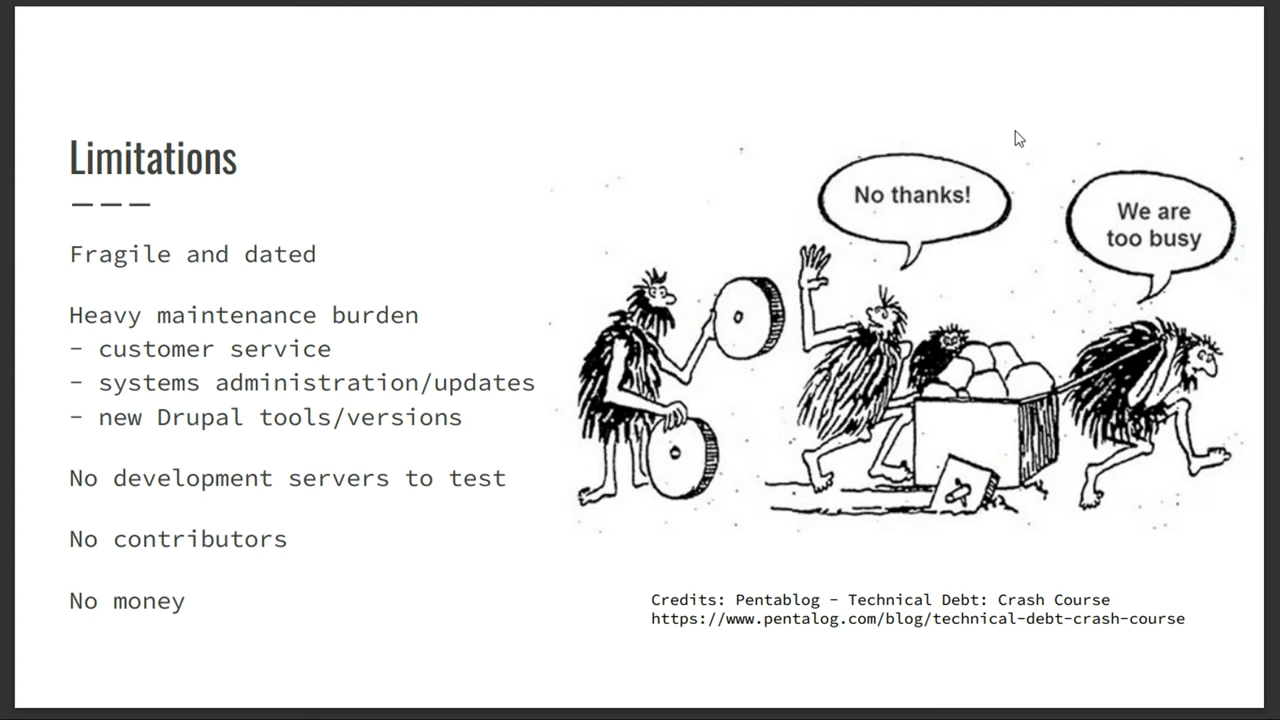 Limitations
Fragile and dated
Heavy maintenance burden
- customer service
- systems administration/updates
- new Drupal tools/versions
No development servers to test
No contributors
No money
No thanks!
We are
too busy
Credits: Pentablog - Technical Debt: Crash Course
https://www.pentalog.com/blog/technical-debt-crash-course